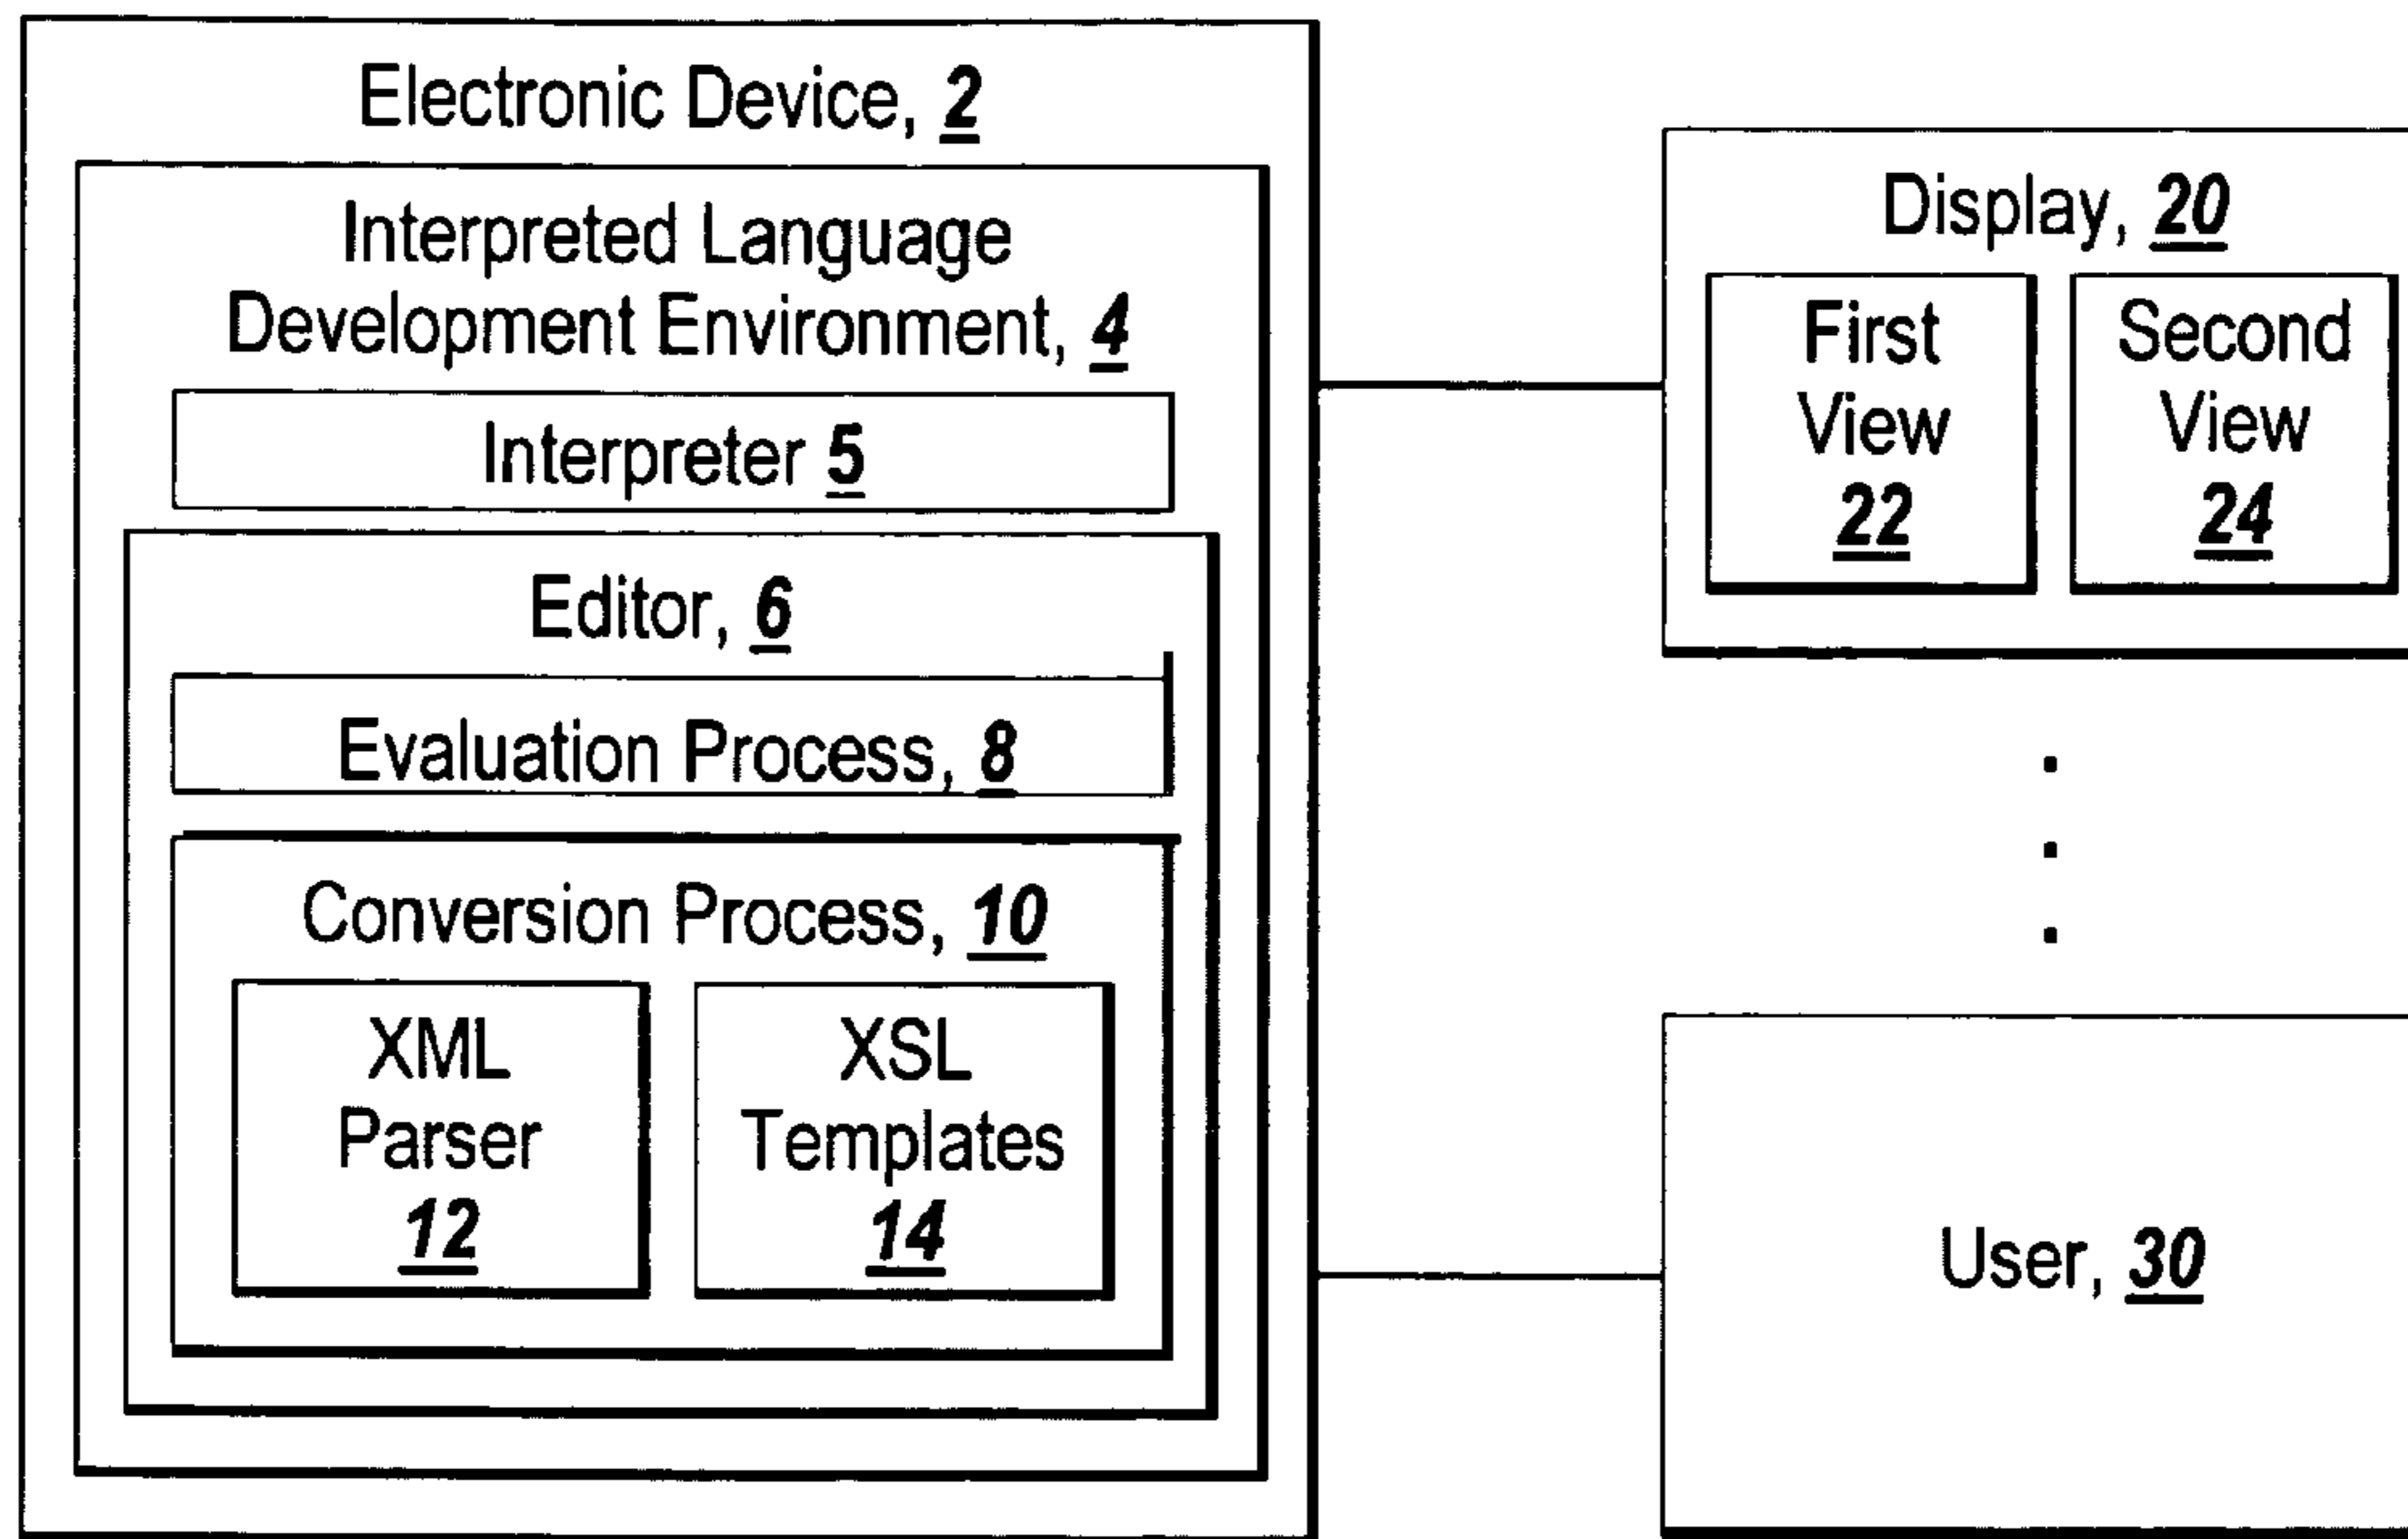 Electronic Device, 2
Interpreted Language
Development Environment, 4
Interpreter 5
Editor, 6
Evaluation Process, 8
Conversion Process, 10
XML
Parser
12
XSL
Templates
14
Display, 20
First
View
22
Second
View
24
User, 30